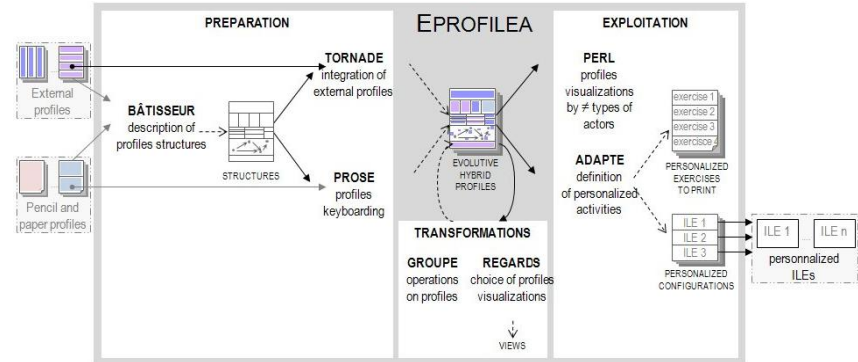 PREPARATION
EPROFILEA
EXPLOITATION
External
profiles
Pencil and
paper profiles
BÂTISSEUR
description of
profiles structures
STRUCTURES
TORNADE
integration of
external profiles
PROSE
profiles
keyboarding
EVOLUTIVE
HYBRID
PROFILES
TRANSFORMATIONS
GROUPE
operations
on profiles
REGARDS
choice of profiles
visualizations
VIEWS
PERL
profiles
visualizations
by ≠ types of
actors
ADAPTE
definition
of personalized
activities
exercise 1
exercise 2
exercise 3
exercisce 4
PERSONALIZED
EXERCISES
TO PRINT
ILE 1
ILE 2
ILE 3
PERSONALIZED
CONFIGURATIONS
ILE 1 ... ILE n
personnalized
ILEs